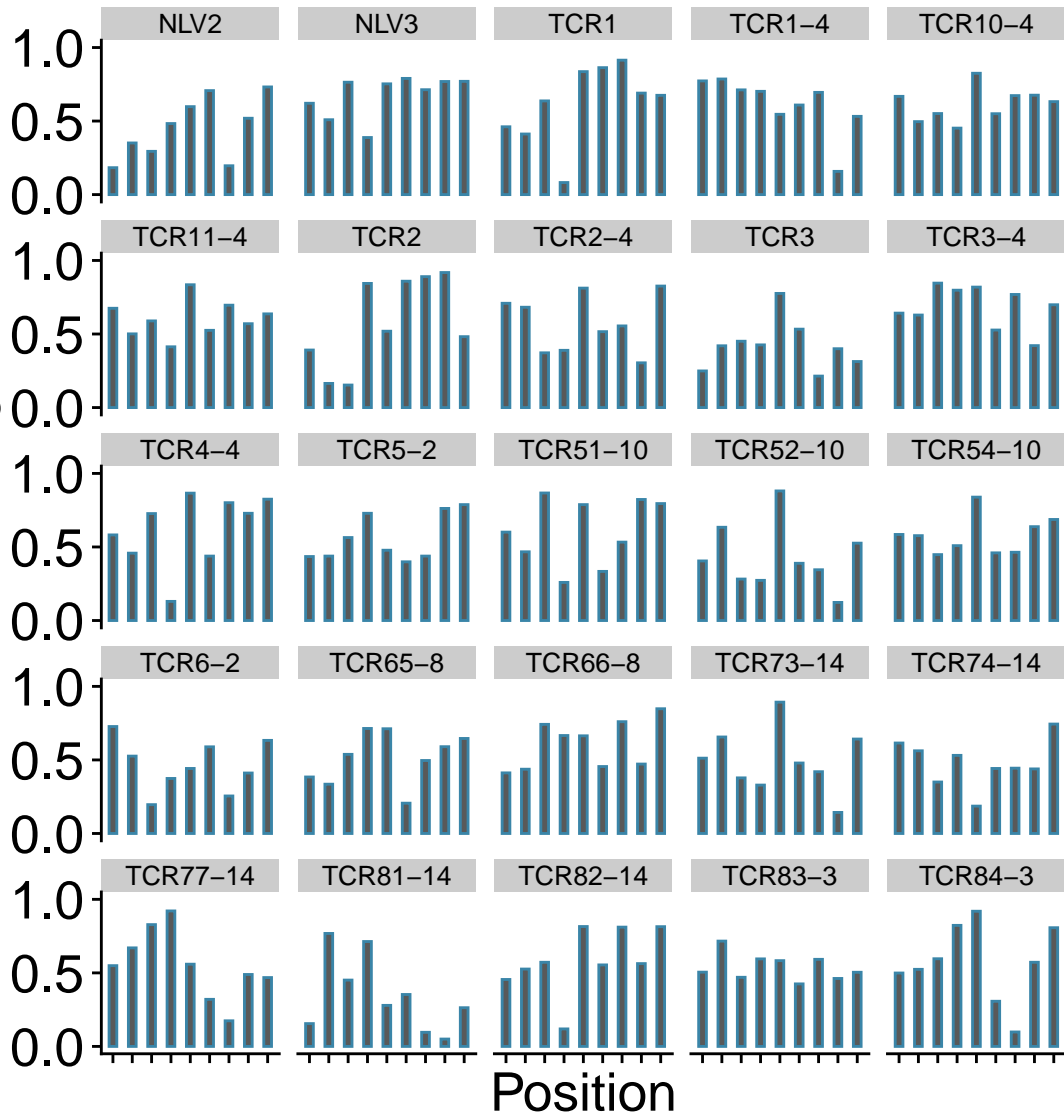 NLV2 NLV3 TCR1 TCR1−4 TCR10−4
1.0
0.5
0.0
TCR11−4 TCR2 TCR2−4 TCR3 TCR3−4
1.0
0.5
0.0
TCR4−4 TCR5−2 TCR51−10 TCR52−10 TCR54−10
1.0
0.5
0.0
TCR6−2 TCR65−8 TCR66−8 TCR73−14 TCR74−14
1.0
0.5
0.0
TCR77−14 TCR81−14 TCR82−14 TCR83−3 TCR84−3
1.0
0.5
0.0
Position